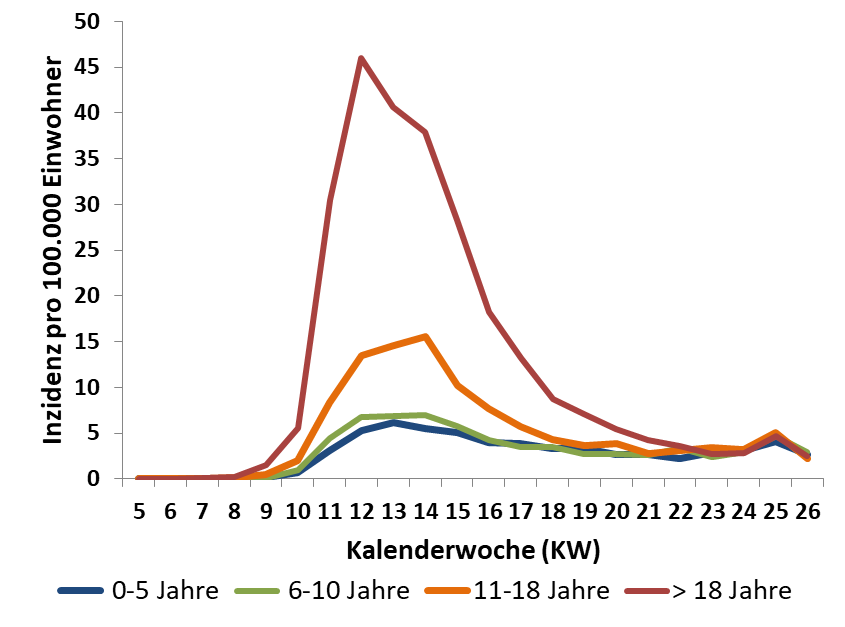 Inzidenz pro 100.000 Einwohner
50
45
40
35
30
25
20
15
10
5
0
5 6 7 8 9 10 11 12 13 14 15 16 17 18 19 20 21 22 23 24 25 26
Kalenderwoche (KW)
0-5 Jahre 6-10 Jahre 11-18 Jahre > 18 Jahre